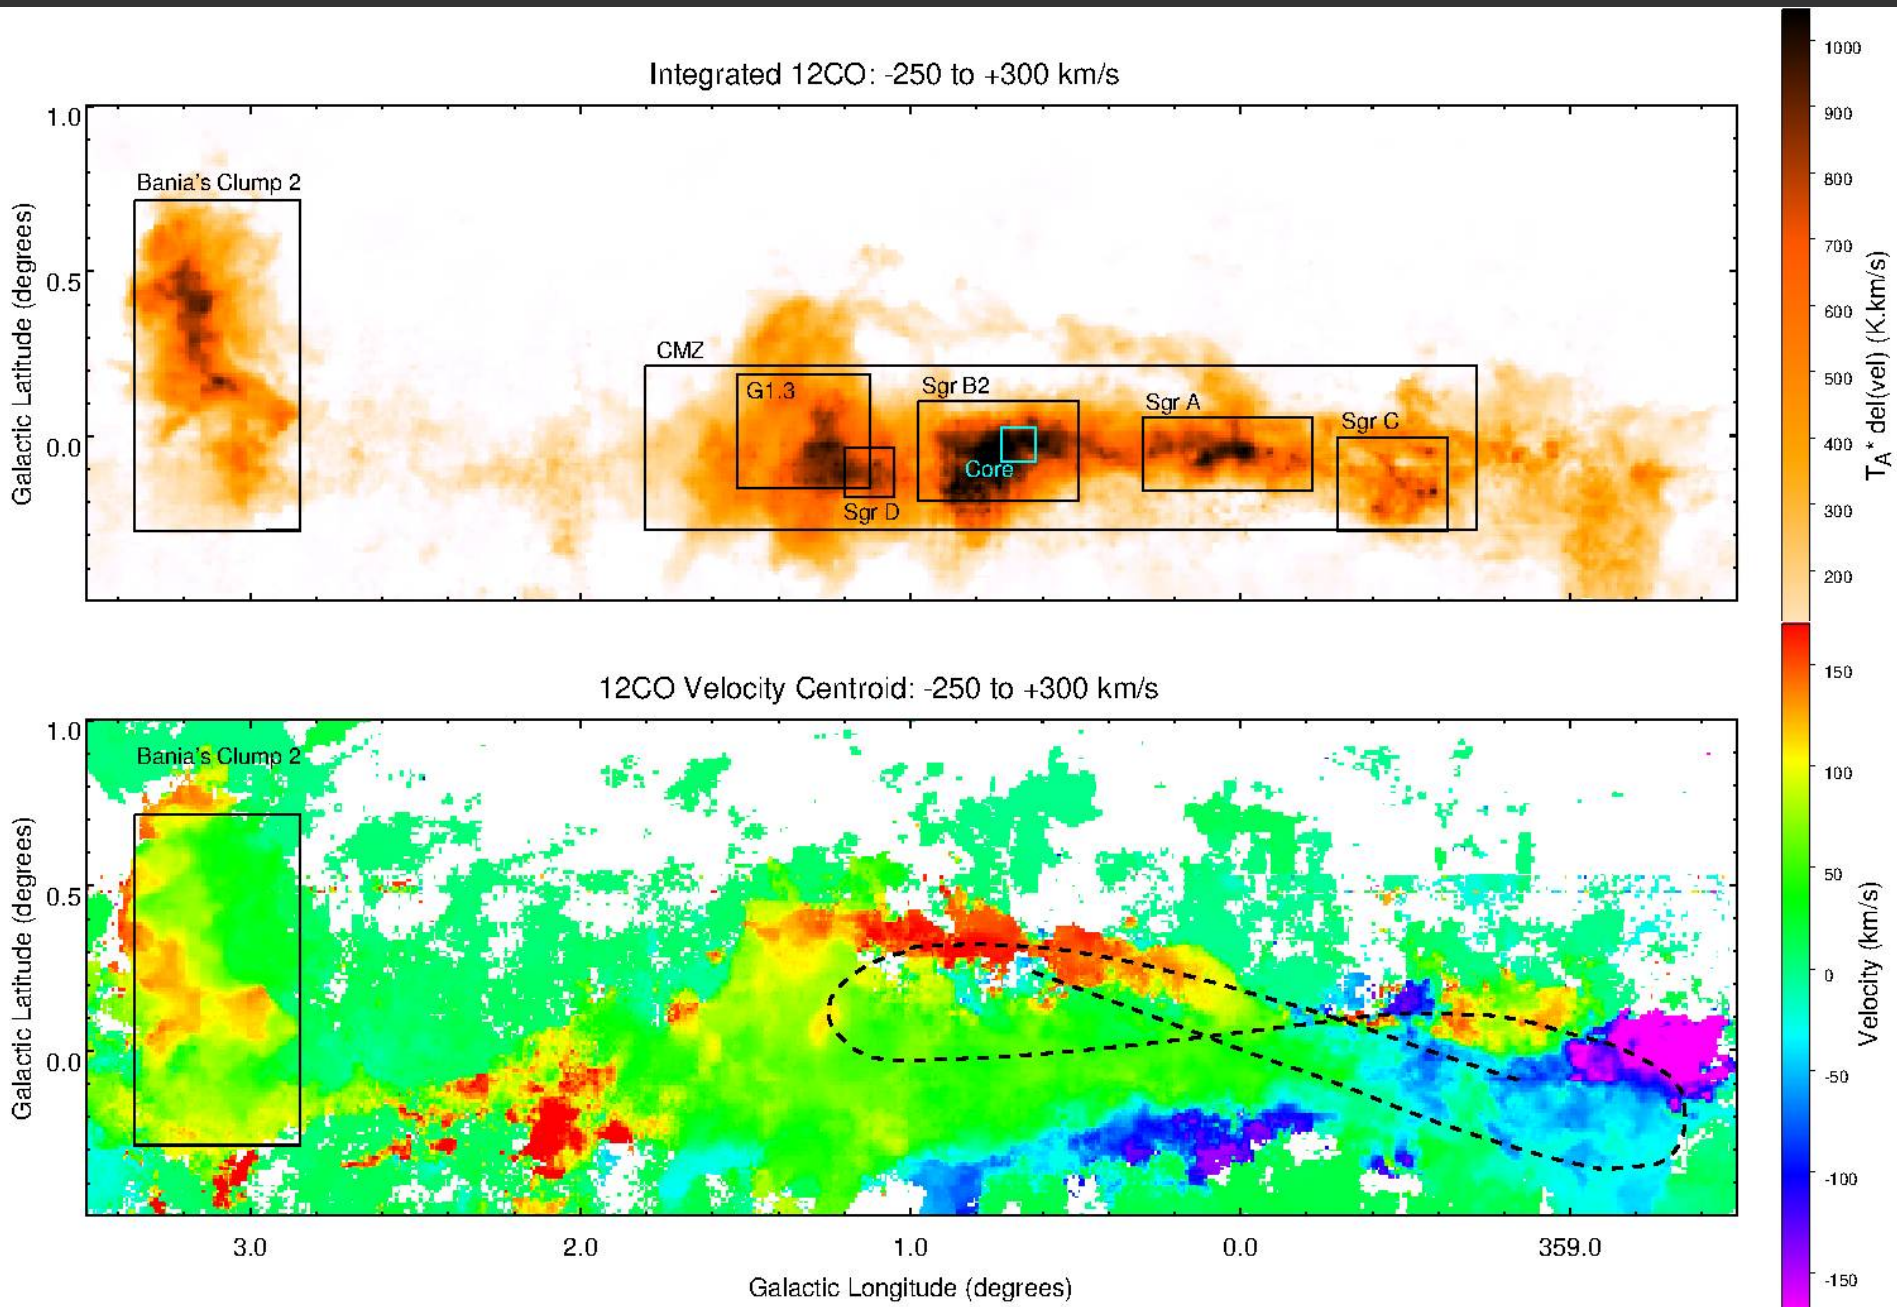 Integrated 12CO: -250 to +300 km/s
1.0
0.5
0.0
Galactic Latitude (degrees)
Bania's Clump 2
CMZ
G1.3
Sgr D
Sgr B2
Core
Sgr A
Sgr C
1000
900
800
700
600
500
400
300
200
TA* del(vel) (K.km/s)
12CO Velocity Centroid: -250 to +300 km/s
1.0
0.5
0.0
Galactic Latitude (degrees)
Bania's Clump 2
150
100
50
0
-50
-100
-150
Velocity (km/s)
3.0 2.0 1.0 0.0 359.0
Galactic Longitude (degrees)